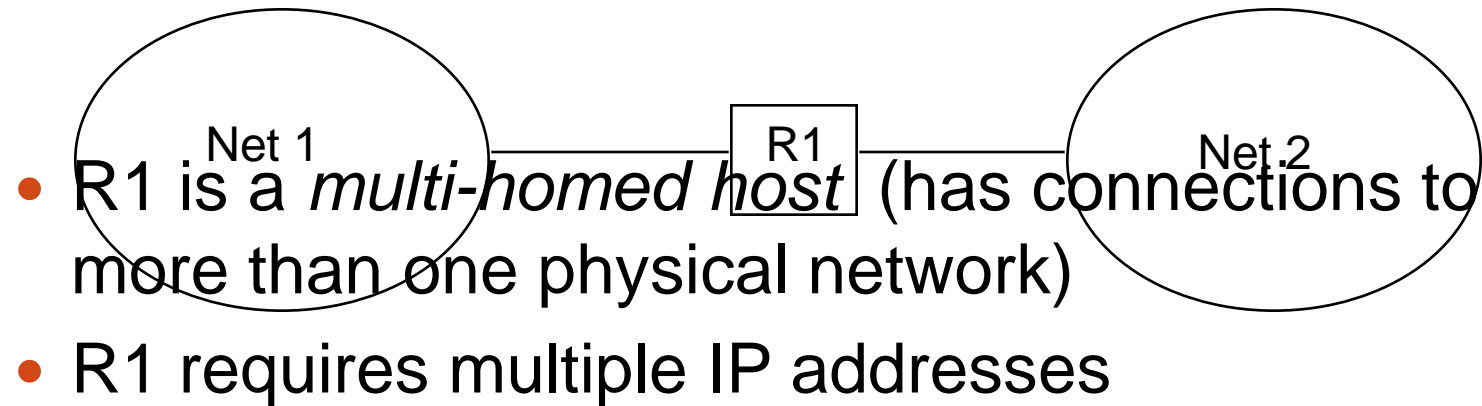 Net 1
R1
Net 2
• R1 is a multi-homed host (has connections to
more than one physical network)
• R1 requires multiple IP addresses